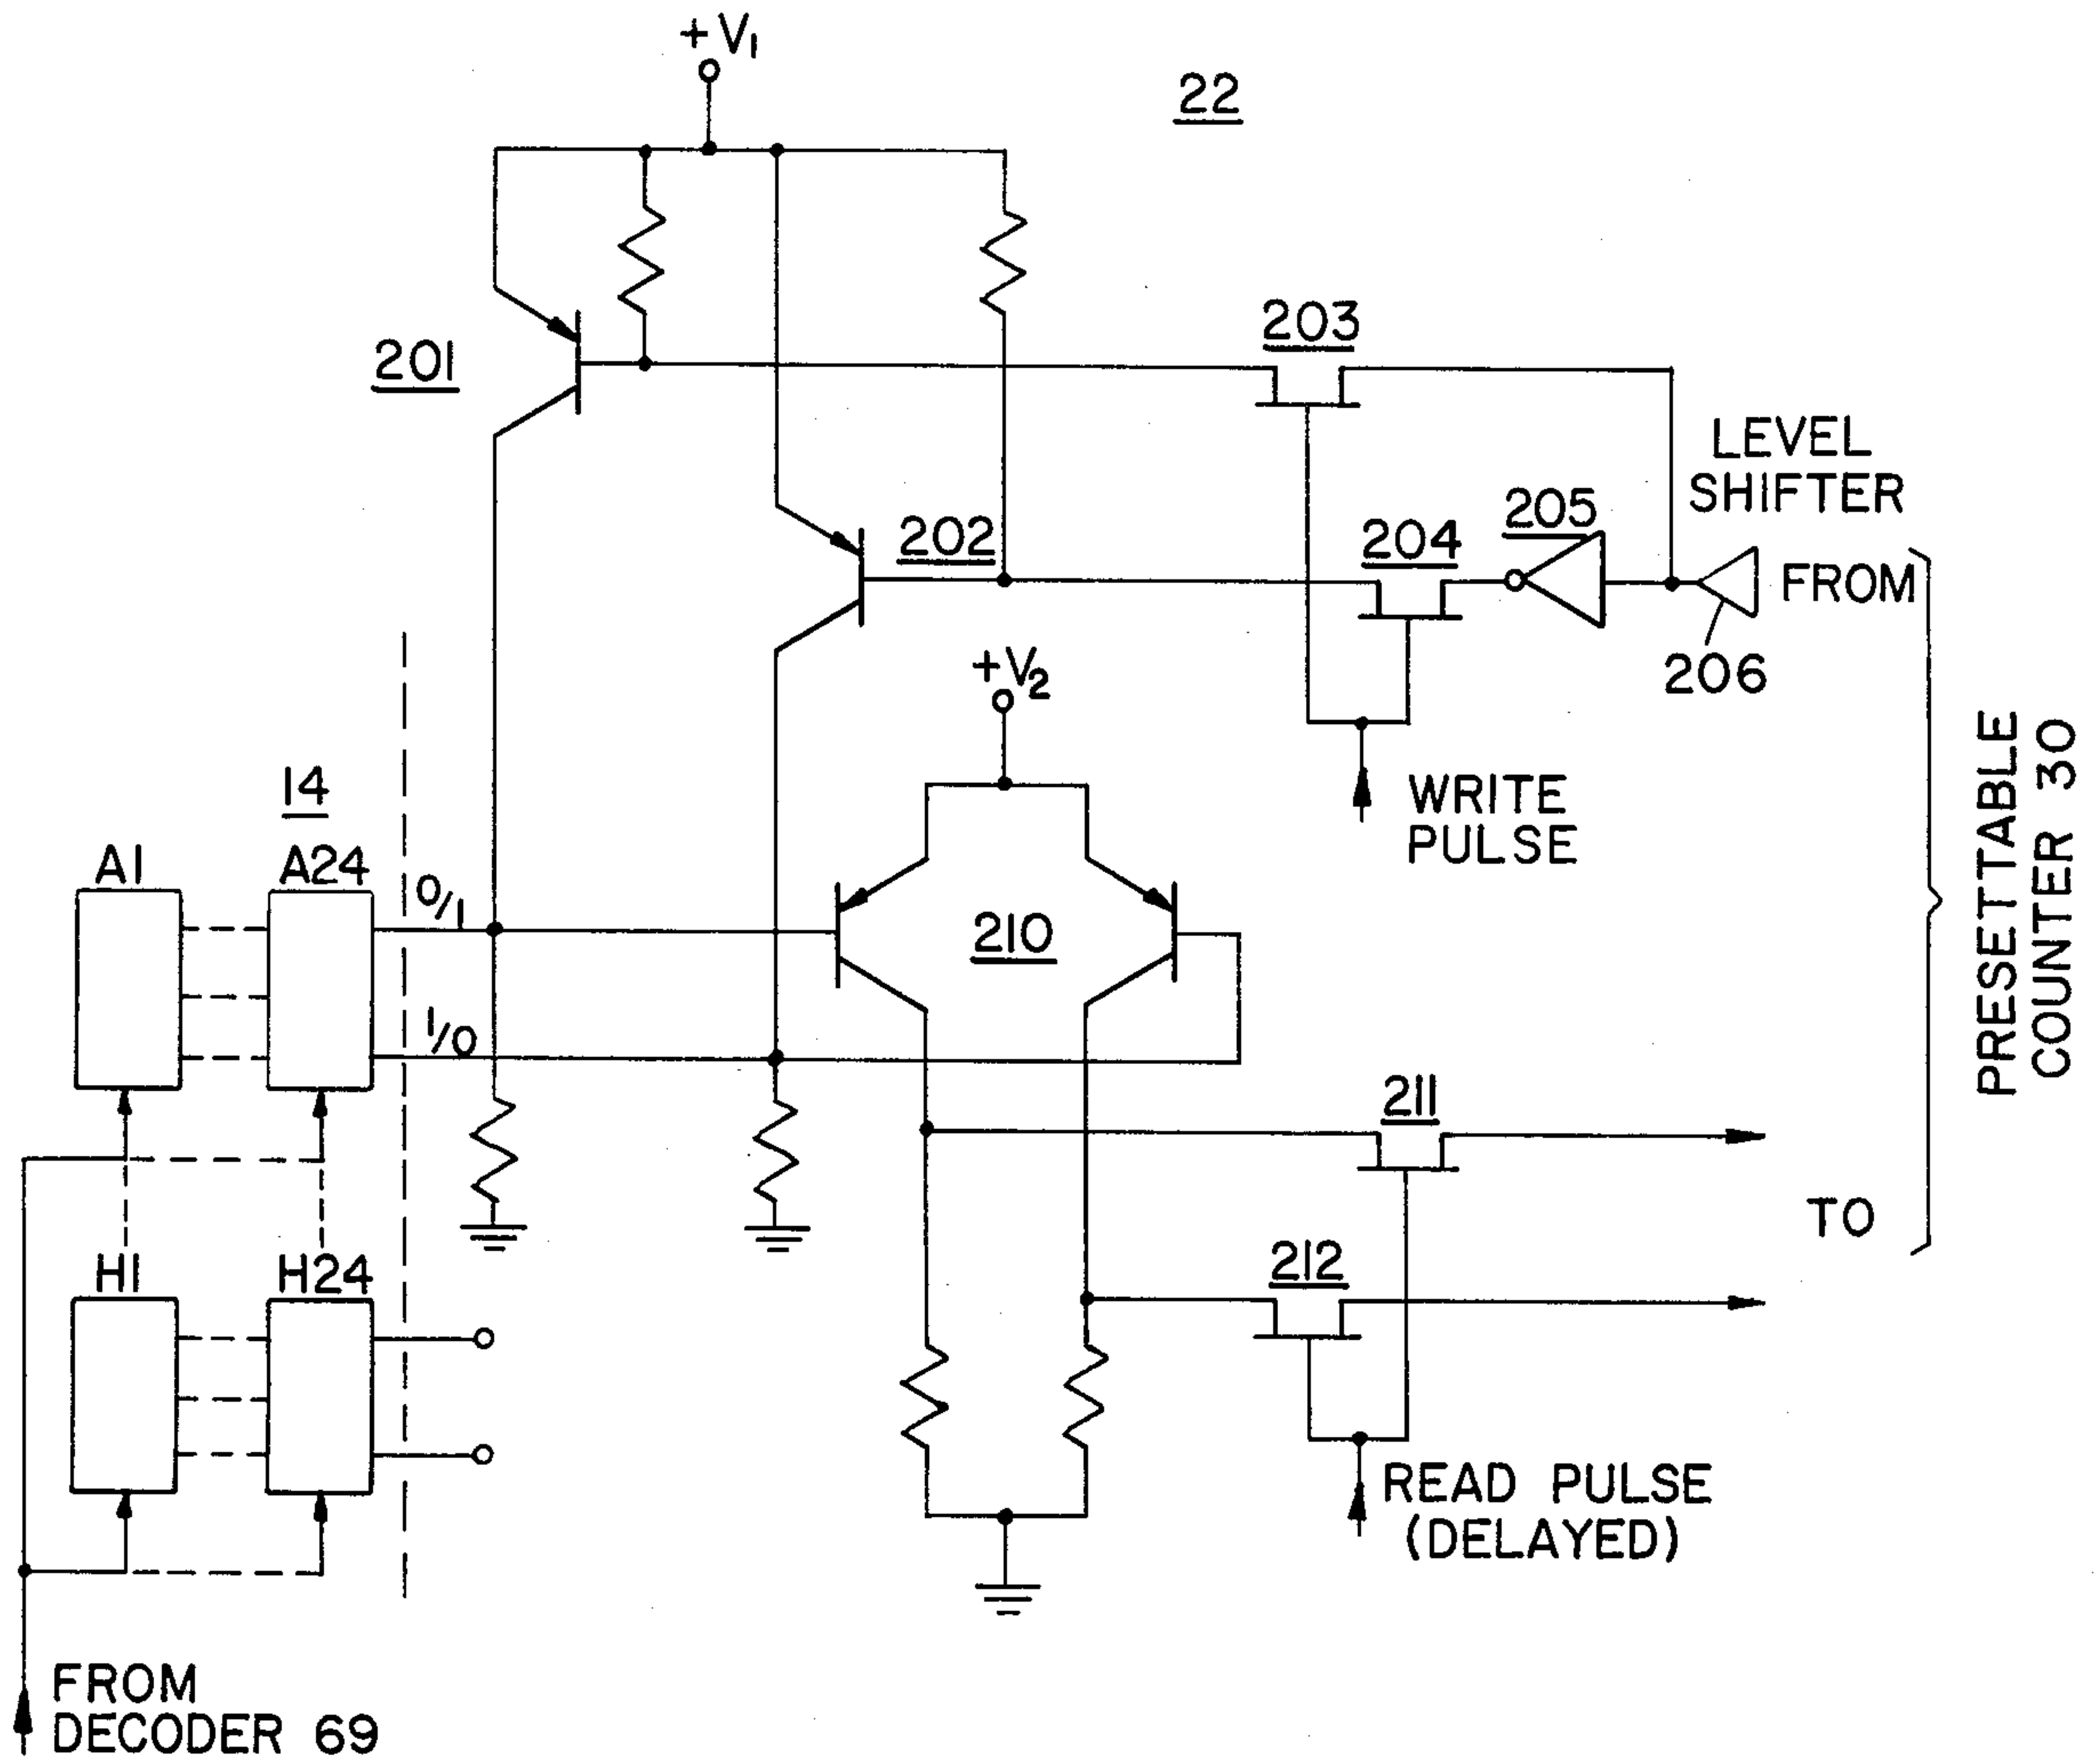 +V1
22
201
203
LEVEL
SHIFTER
202
204
205
FROM
206
+V2
WRITE
PULSE
PRESETTABLE
COUNTER 30
14
A1
A24
0/1
210
1/0
211
TO
H1
H24
212
READ PULSE
(DELAYED)
FROM
DECODER 69